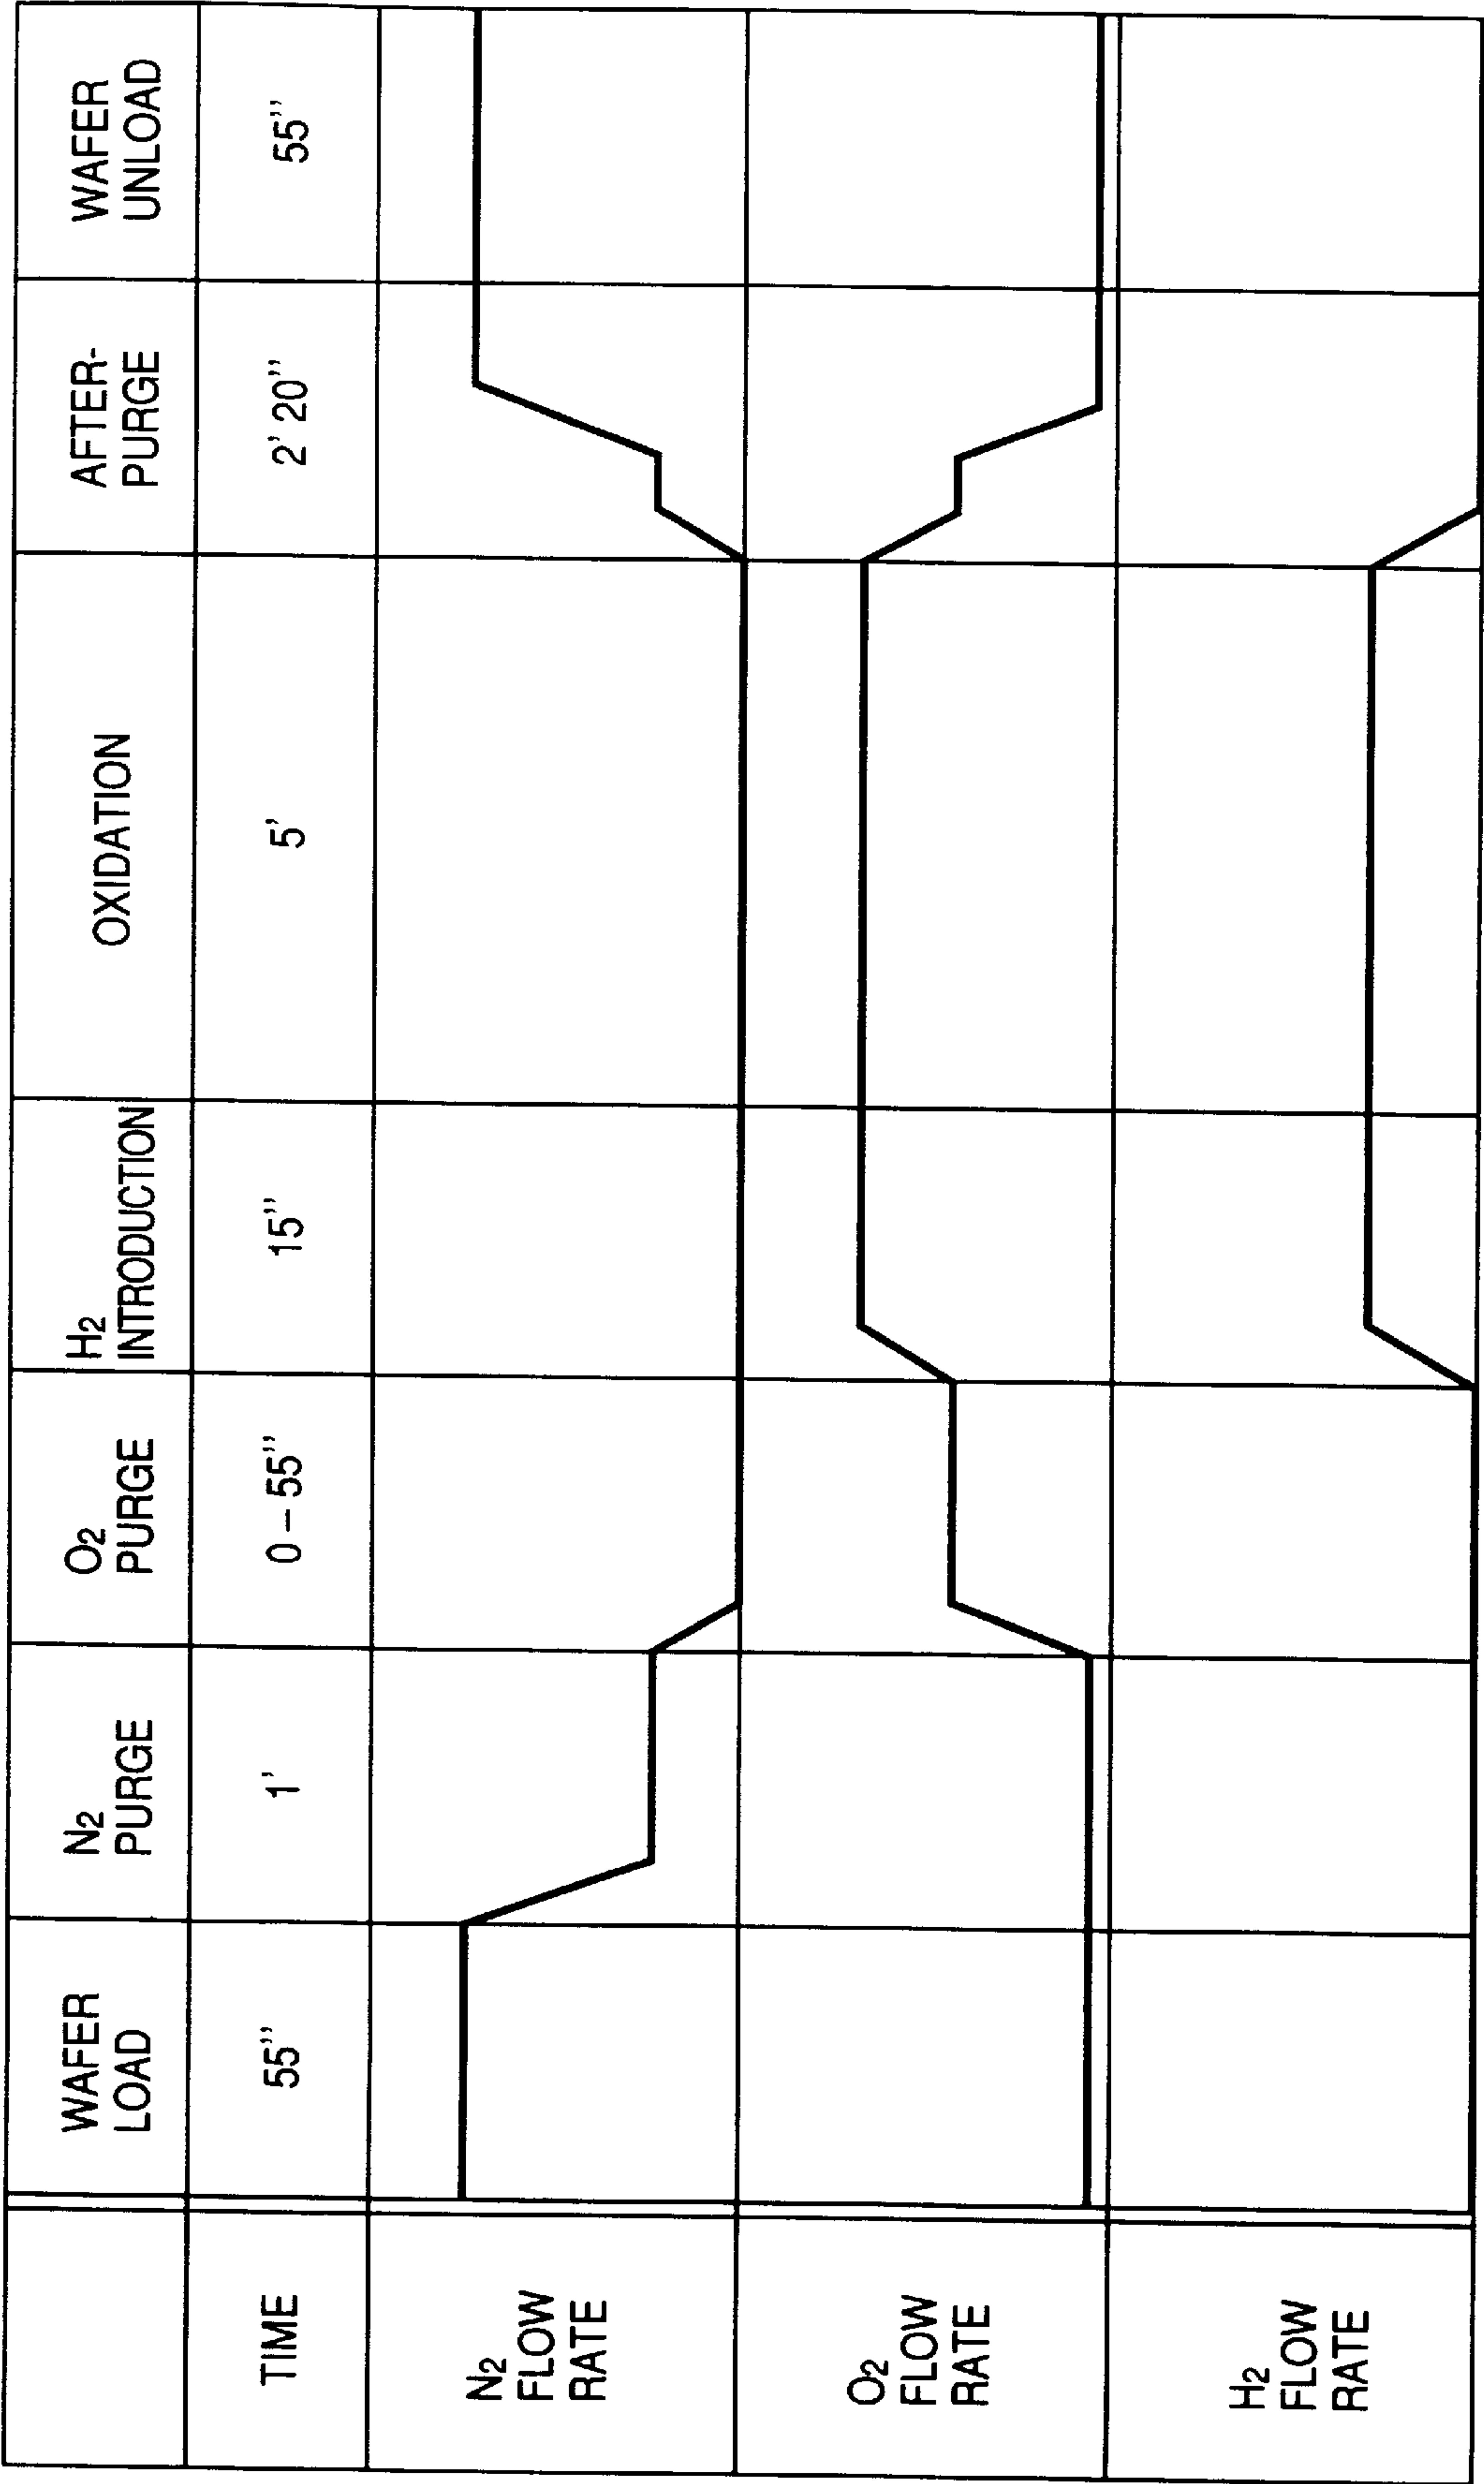 WAFER
LOAD
N2
PURGE
O2
PURGE
H2
INTRODUCTION
OXIDATION
AFTER-
PURGE
WAFER
UNLOAD
TIME
55"
1'
0 – 55"
15"
5'
2' 20"
55"
N2
FLOW
RATE
O2
FLOW
RATE
H2
FLOW
RATE